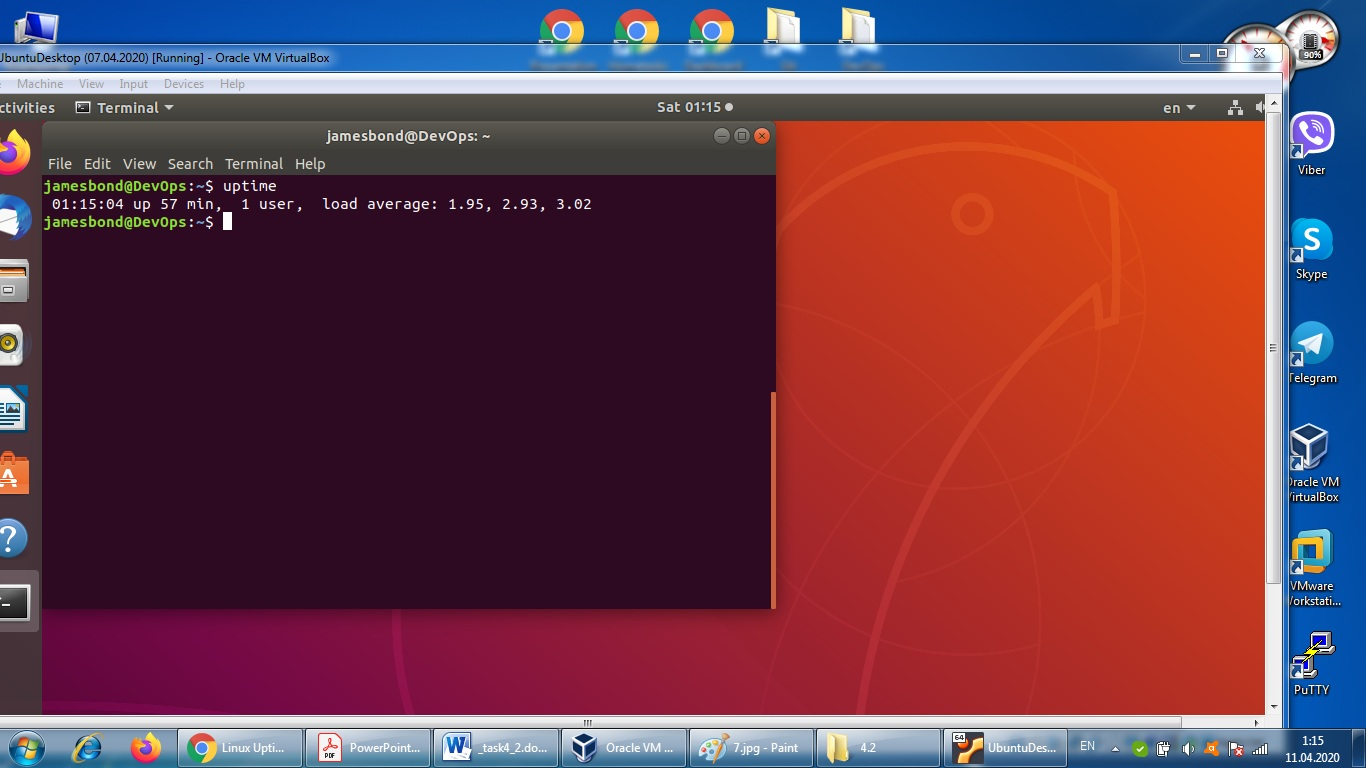 UbuntuDesktop (07.04.2020) [Running] - Oracle VM VirtualBox
90%
Machine View Input Devices Help
ctivities Terminal Sat 01:15 en
jamesbond@DevOps: ~
File Edit View Search Terminal Help
jamesbond@DevOps:~$ uptime
01:15:04 up 57 min, 1 user, load average: 1.95, 2.93, 3.02
jamesbond@DevOps:~$
Viber
Skype
Telegram
Oracle VM
VirtualBox
VMware
Workstati...
PuTTY
Linux Upti...
PowerPoint...
_task4_2.do...
Oracle VM ...
7.jpg - Paint
4.2
64
UbuntuDes...
EN
1:15
11.04.2020